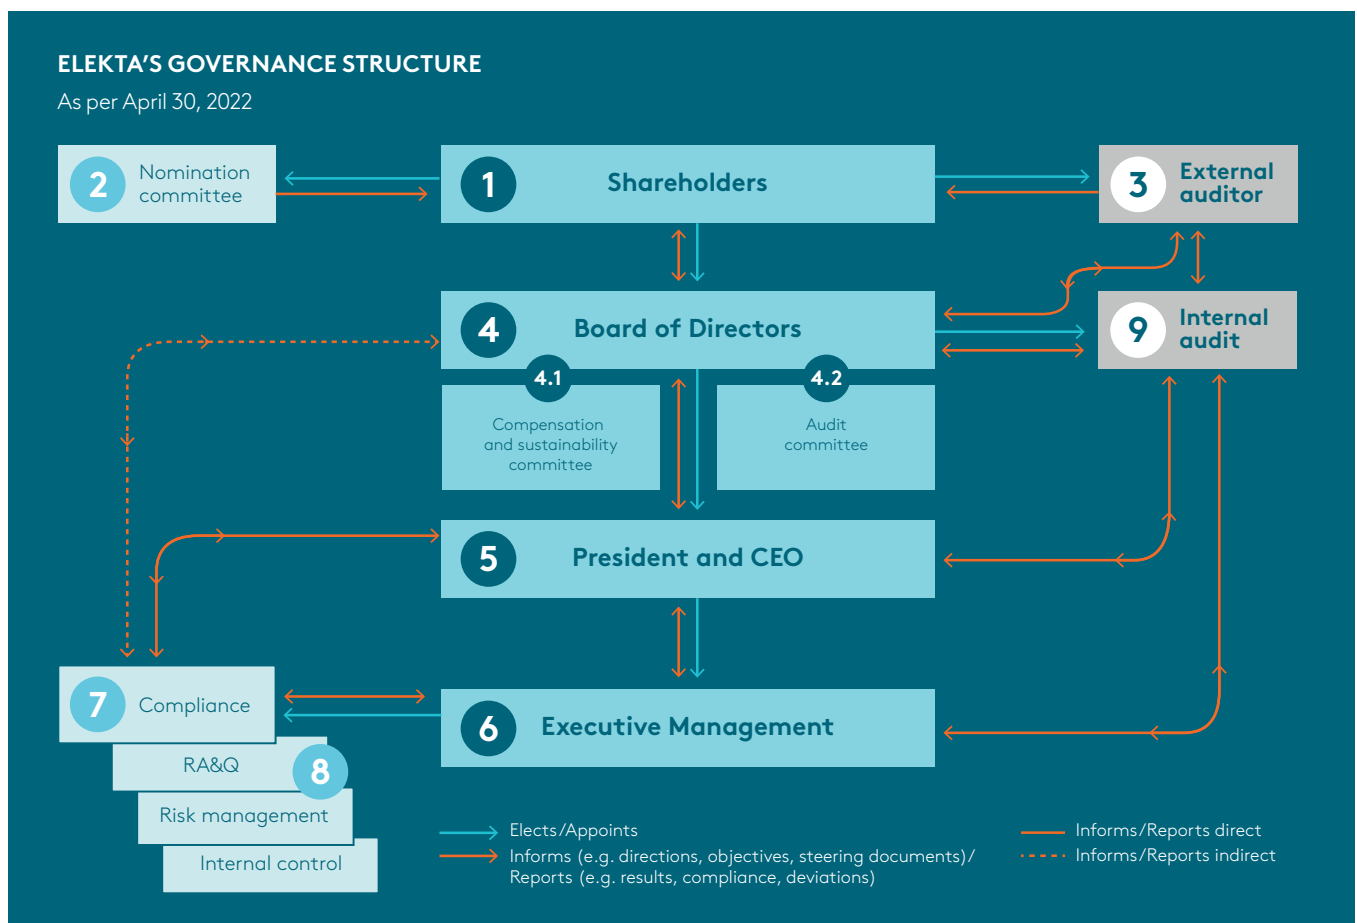 ELEKTA’S GOVERNANCE STRUCTURE
As per April 30, 2022
2
Nomination
committee
1
Shareholders
3
External
auditor
4
Board of Directors
9
Internal
audit
4.1
Compensation
and sustainability
committee
4.2
Audit
committee
5
President and CEO
7
Compliance
6
Executive Management
RA&Q
8
Risk management
Internal control
Elects/Appoints
Informs (e.g. directions, objectives, steering documents)/
Reports (e.g. results, compliance, deviations)
Informs/Reports direct
Informs/Reports indirect